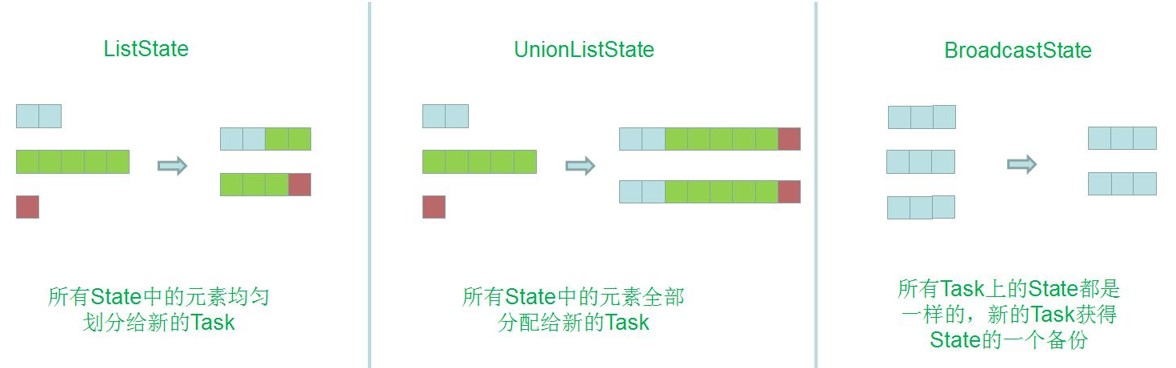 ListState
所有State中的元素均匀
划分给新的Task
UnionListState
所有State中的元素全部
分配给新的Task
BroadcastState
所有Task上的State都是
一样的，新的Task获得
State的一个备份